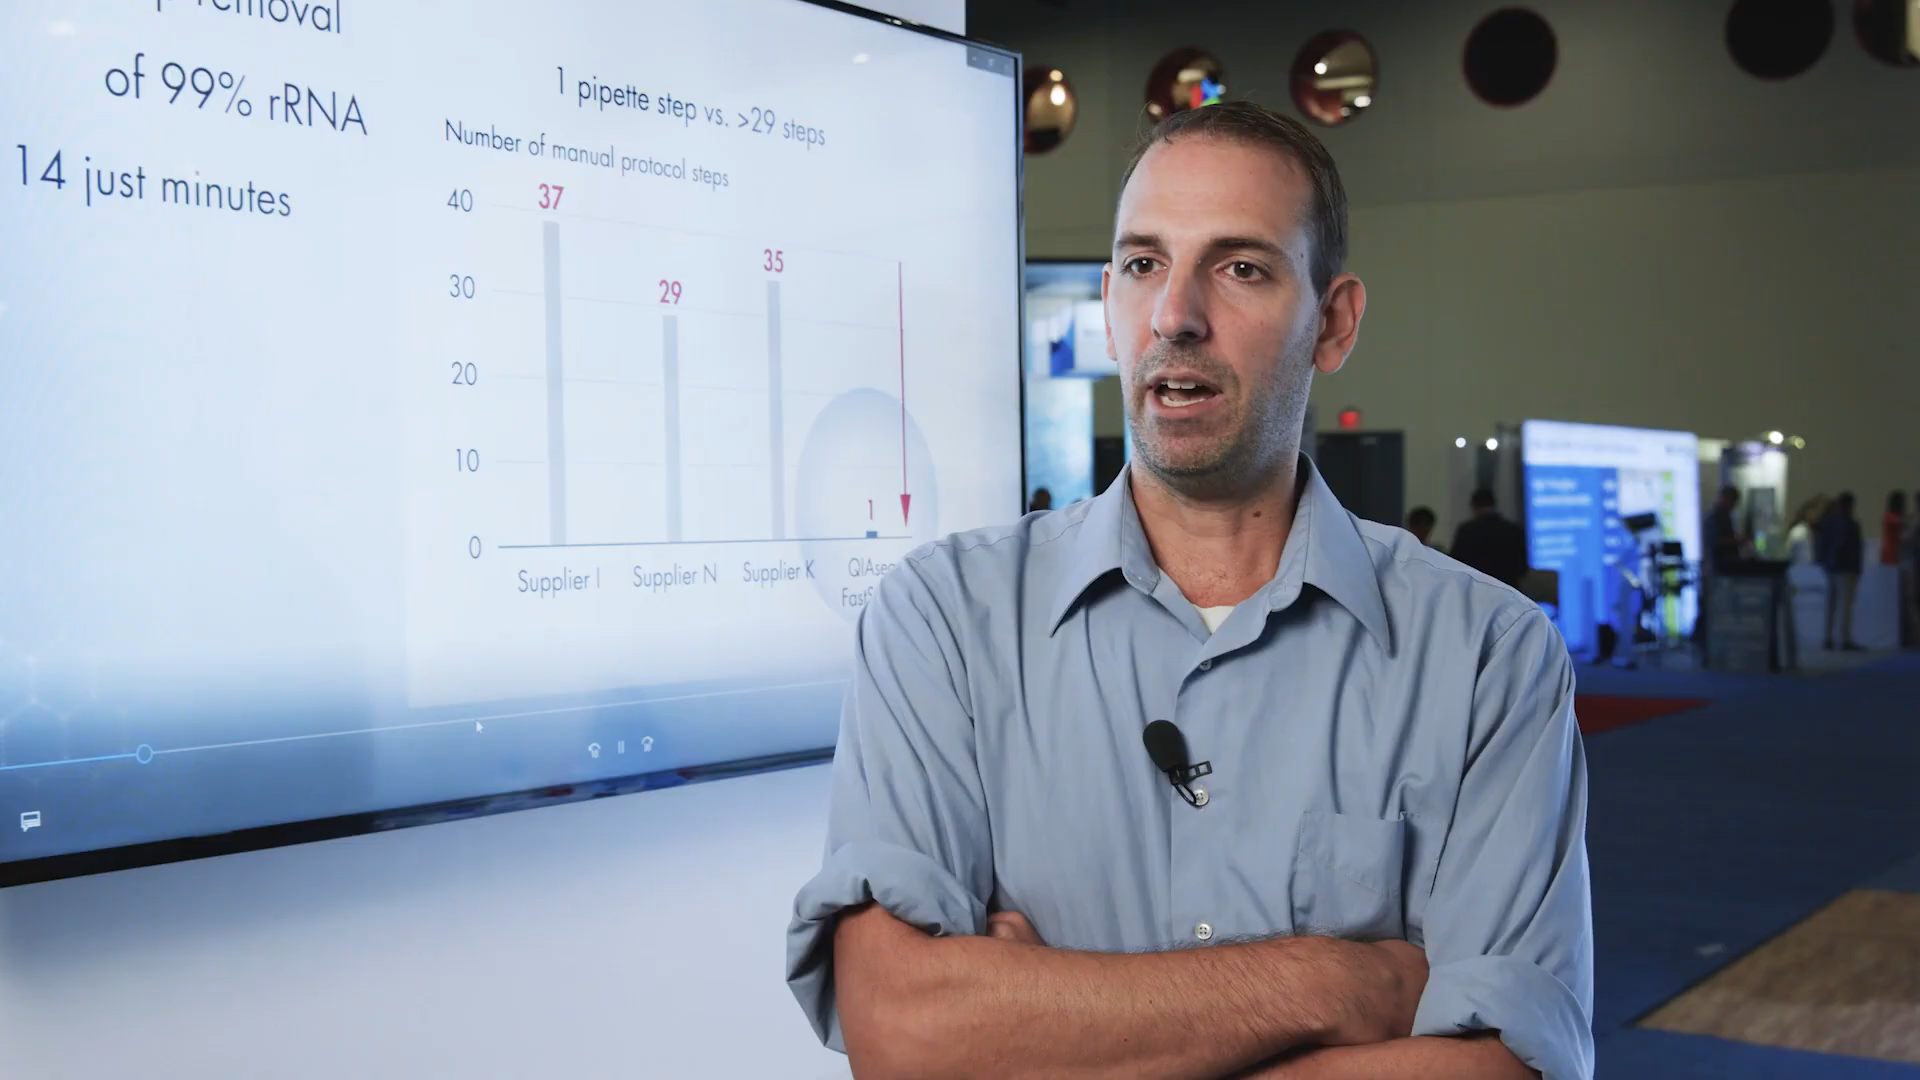 removal
of 99% rRNA
14 just minutes
1 pipette step vs. >29 steps
Number of manual protocol steps
40
30
20
10
0
37
29
35
1
Supplier I
Supplier N
Supplier K